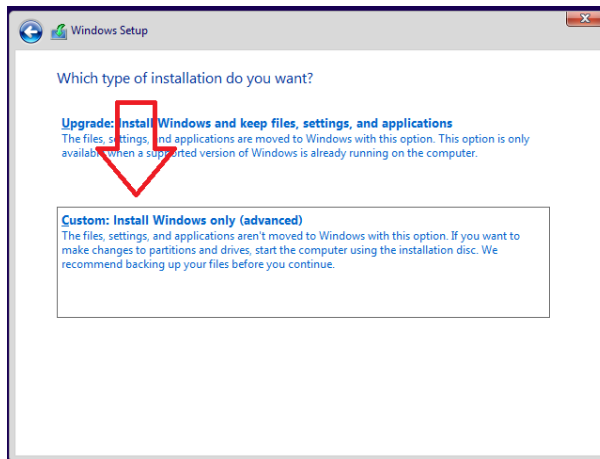 Windows Setup
Which type of installation do you want?
Upgrade: Install Windows and keep files, settings, and applications
The files, settings, and applications are moved to Windows with this option. This option is only
available when a supported version of Windows is already running on the computer.
Custom: Install Windows only (advanced)
The files, settings, and applications aren't moved to Windows with this option. If you want to
make changes to partitions and drives, start the computer using the installation disc. We
recommend backing up your files before you continue.